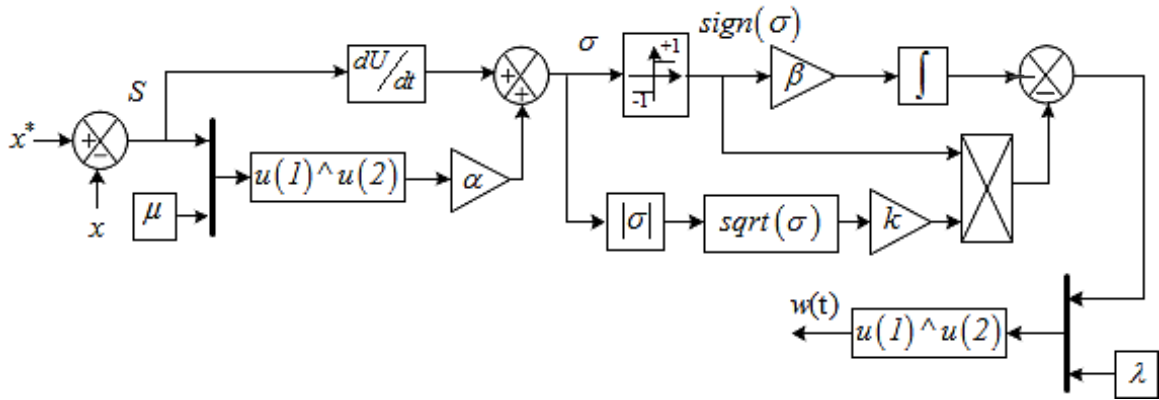 x*
+
−
x
S
μ
dU/dt
u(1)^u(2)
α
+
+
σ
+1
-1
sign(σ)
β
∫
−
−
|σ|
sqrt(σ)
k
w(t)
u(1)^u(2)
λ